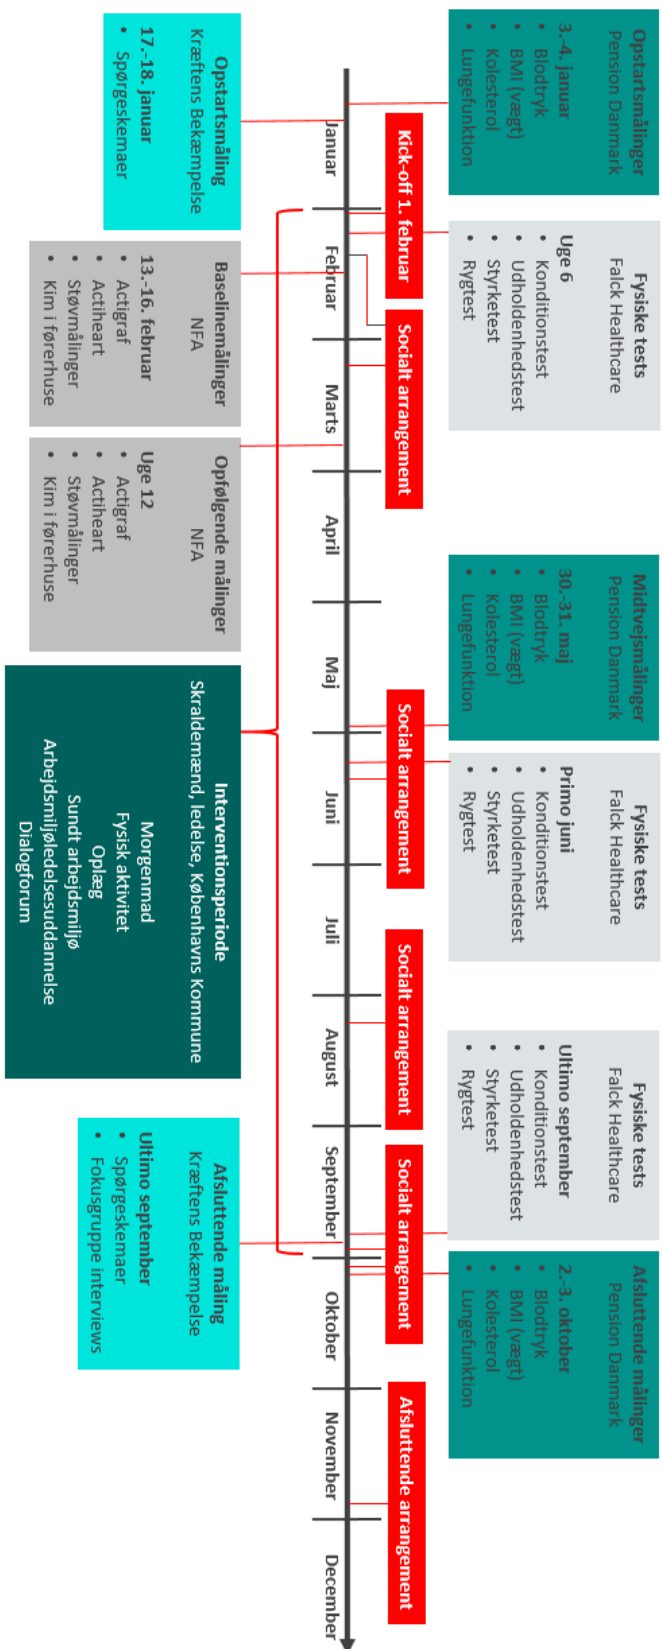 Opstartsmålinger
Pension Danmark
3.-4. januar
• Blodtryk
• BMI (vægt)
• Kolesterol
• Lungefunktion
Fysiske tests
Falck Healthcare
Uge 6
• Konditionstest
• Udholdenhedstest
• Styrketest
• Rygtest
Midtvejsmålinger
Pension Danmark
30.-31. maj
• Blodtryk
• BMI (vægt)
• Kolesterol
• Lungefunktion
Fysiske tests
Falck Healthcare
Primo juni
• Konditionstest
• Udholdenhedstest
• Styrketest
• Rygtest
Fysiske tests
Falck Healthcare
Ultimo september
• Konditionstest
• Udholdenhedstest
• Styrketest
• Rygtest
Afsluttende målinger
Pension Danmark
2.-3. oktober
• Blodtryk
• BMI (vægt)
• Kolesterol
• Lungefunktion
Kick-off 1. februar
Socialt arrangement
Socialt arrangement
Socialt arrangement
Socialt arrangement
Afsluttende arrangement
Januar
Februar
Marts
April
Maj
Juni
Juli
August
September
Oktober
November
December
Opstartsmåling
Kræftens Bekæmpelse
17.-18. januar
• Spørgeskemaer
Baselinemålinger
NFA
13.-16. februar
• Actigraf
• Actiheart
• Støvmålinger
• Kim i førerhuse
Opfølgende målinger
NFA
Uge 12
• Actigraf
• Actiheart
• Støvmålinger
• Kim i førerhuse
Interventionsperiode
Skraldemænd, ledelse, Københavns Kommune
Morgenmad
Fysisk aktivitet
Oplæg
Sundt arbejdsmiljø
Arbejdsmiljøledelsesuddannelse
Dialogforum
Afsluttende måling
Kræftens Bekæmpelse
Ultimo september
• Spørgeskemaer
• Fokusgruppe interviews